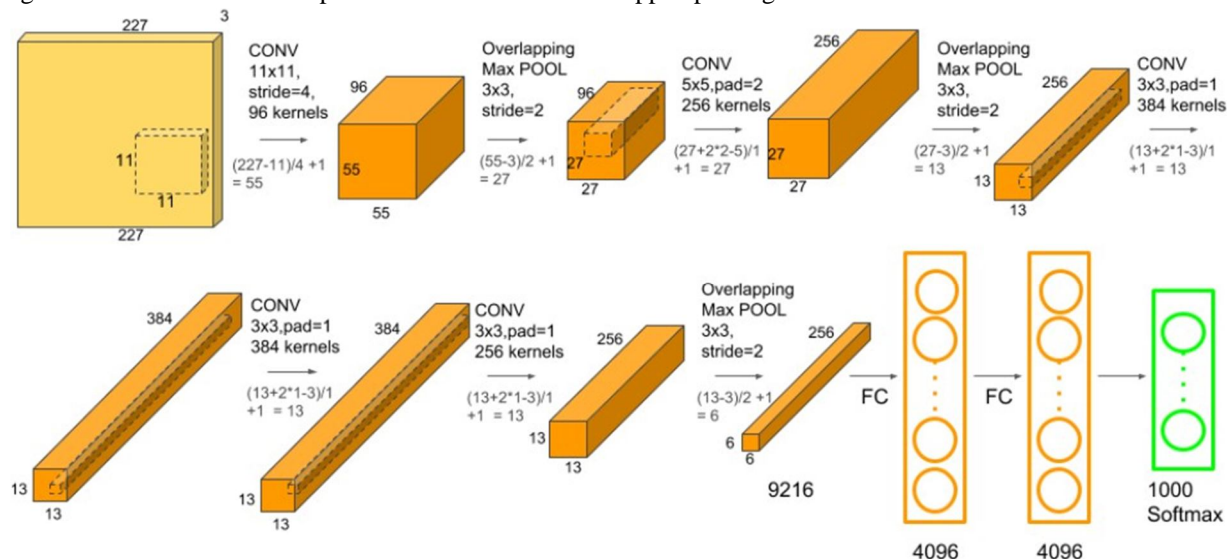 227
3
CONV
11x11,
stride=4,
96 kernels
(227-11)/4 +1
= 55
11
11
227
96
55
55
Overlapping
Max POOL
3x3,
stride=2
(55-3)/2 +1
= 27
96
27
27
CONV
5x5,pad=2
256 kernels
(27+2*2-5)/1
+1 = 27
256
27
27
Overlapping
Max POOL
3x3,
stride=2
(27-3)/2 +1
= 13
256
13
13
CONV
3x3,pad=1
384 kernels
(13+2*1-3)/1
+1 = 13
384
13
13
CONV
3x3,pad=1
384 kernels
(13+2*1-3)/1
+1 = 13
384
13
13
CONV
3x3,pad=1
256 kernels
(13+2*1-3)/1
+1 = 13
256
13
13
Overlapping
Max POOL
3x3,
stride=2
(13-3)/2 +1
= 6
256
6
6
9216
FC
4096
FC
4096
1000
Softmax